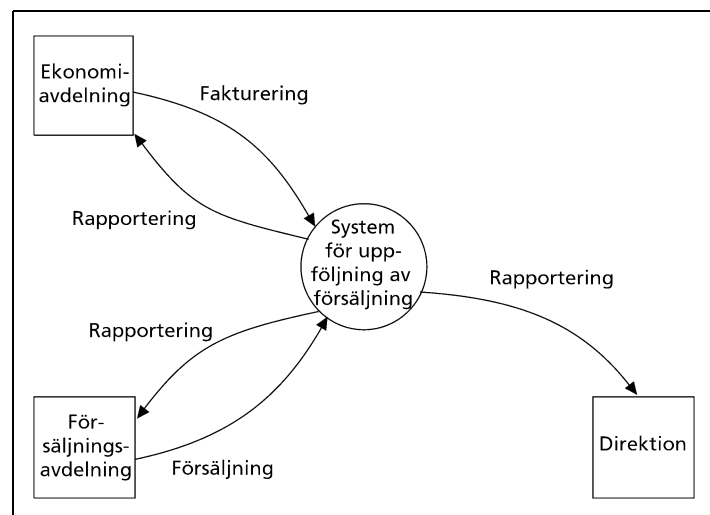 Ekonomi-
avdelning
Fakturering
Rapportering
System
för upp-
följning av
försäljning
Rapportering
Rapportering
För-
säljnings-
avdelning
Försäljning
Direktion